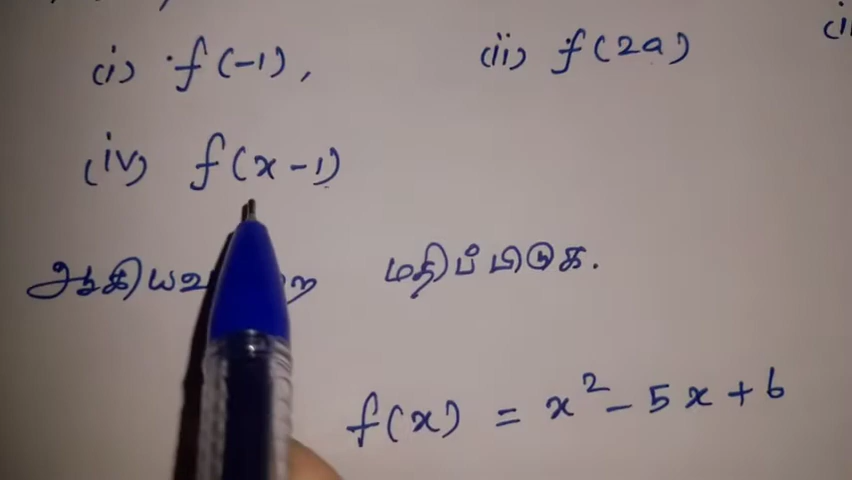 (i) f(-1), (ii) f(2a)
(iv) f(x-1)
மதிப்பிடுக.
f(x) = x² - 5x + 6